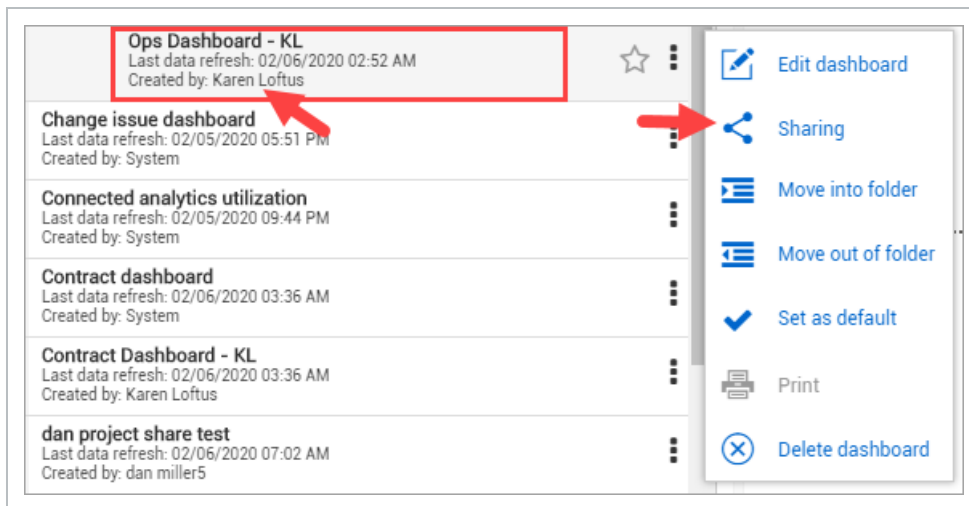 Ops Dashboard - KL
Last data refresh: 02/06/2020 02:52 AM
Created by: Karen Loftus
Change issue dashboard
Last data refresh: 02/05/2020 05:51 PM
Created by: System
Connected analytics utilization
Last data refresh: 02/05/2020 09:44 PM
Created by: System
Contract dashboard
Last data refresh: 02/06/2020 03:36 AM
Created by: System
Contract Dashboard - KL
Last data refresh: 02/06/2020 03:36 AM
Created by: Karen Loftus
dan project share test
Last data refresh: 02/06/2020 07:02 AM
Created by: dan miller5
Edit dashboard
Sharing
Move into folder
Move out of folder
Set as default
Print
Delete dashboard